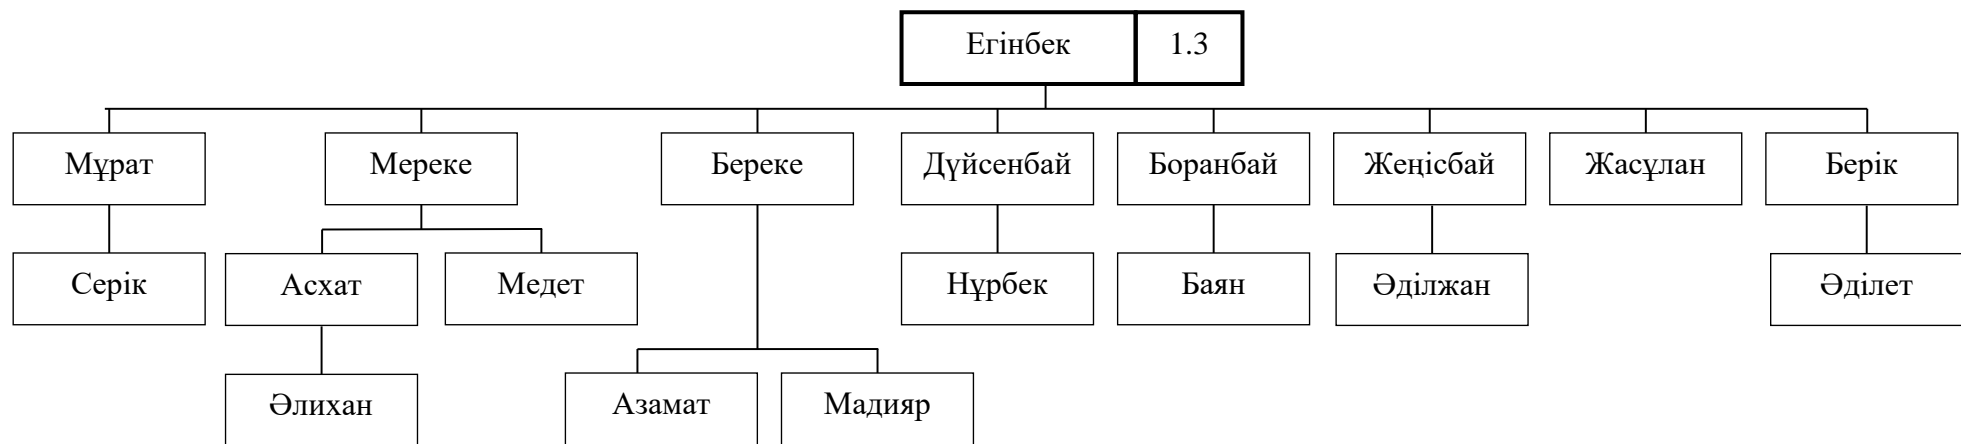 Егінбек 1.3
Мұрат Мереке Береке Дүйсенбай Боранбай Жеңісбай Жасұлан Берік
Серік Асхат Медет Нұрбек Баян Әділжан Әділет
Әлихан Азамат Мадияр